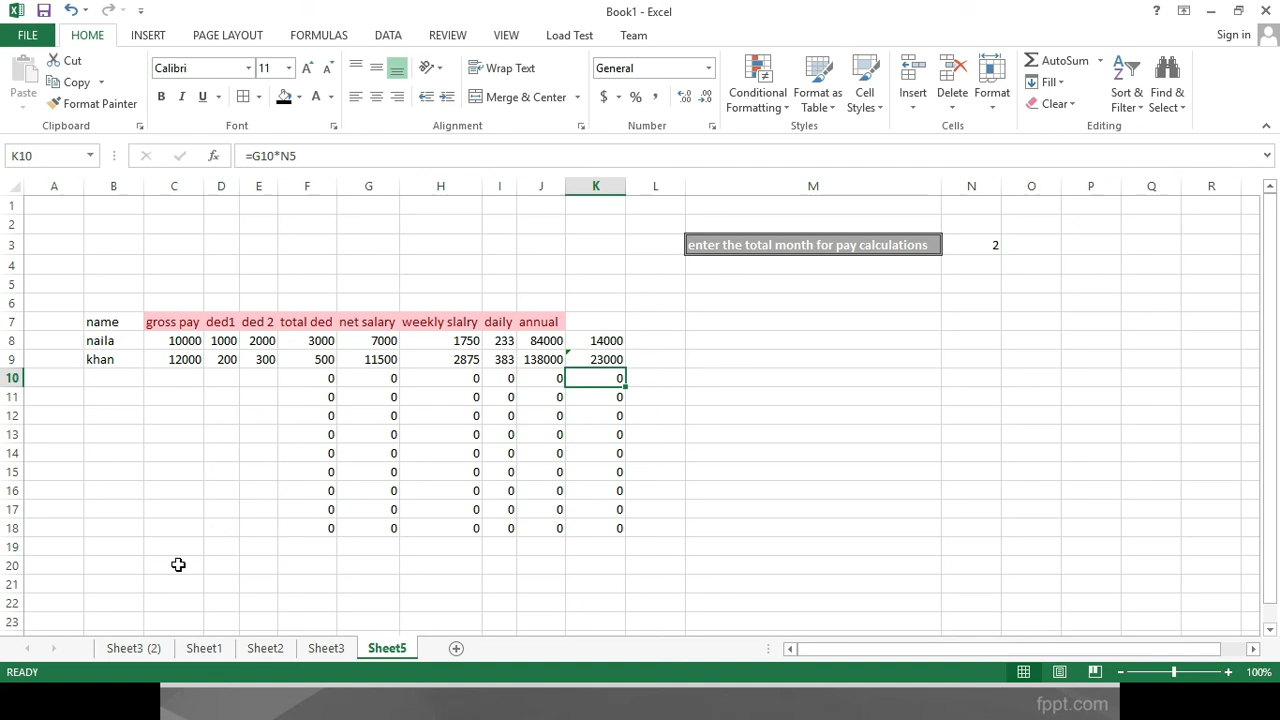 Book1 - Excel
?
FILE HOME INSERT PAGE LAYOUT FORMULAS DATA REVIEW VIEW Load Test Team Sign in
Paste
Cut
Copy
Format Painter
Clipboard
Calibri 11 A A
B I U A
Font
Wrap Text
Merge & Center
Alignment
General
$ % ,
Number
Conditional Formatting
Format as Table
Cell Styles
Styles
Insert
Delete
Format
Cells
AutoSum
Fill
Clear
Sort & Filter
Find & Select
Editing
K10 fx =G10*N5
A B C D E F G H I J K L M N O P Q R
1
2
3 enter the total month for pay calculations 2
4
5
6
7 name gross pay ded1 ded 2 total ded net salary weekly slalry daily annual
8 naila 10000 1000 2000 3000 7000 1750 233 84000 14000
9 khan 12000 200 300 500 11500 2875 383 138000 23000
10 0 0 0 0 0 0
11 0 0 0 0 0 0
12 0 0 0 0 0 0
13 0 0 0 0 0 0
14 0 0 0 0 0 0
15 0 0 0 0 0 0
16 0 0 0 0 0 0
17 0 0 0 0 0 0
18 0 0 0 0 0 0
19
20
21
22
23
Sheet3 (2) Sheet1 Sheet2 Sheet3 Sheet5
READY 100%
fppt.com